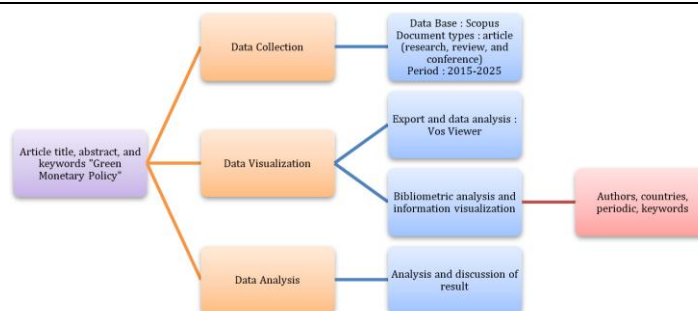 Article title, abstract, and
keywords "Green
Monetary Policy"
Data Collection
Data Base : Scopus
Document types : article
(research, review, and
conference)
Period : 2015-2025
Data Visualization
Export and data analysis :
Vos Viewer
Bibliometric analysis and
information visualization
Authors, countries,
periodic, keywords
Data Analysis
Analysis and discussion of
result